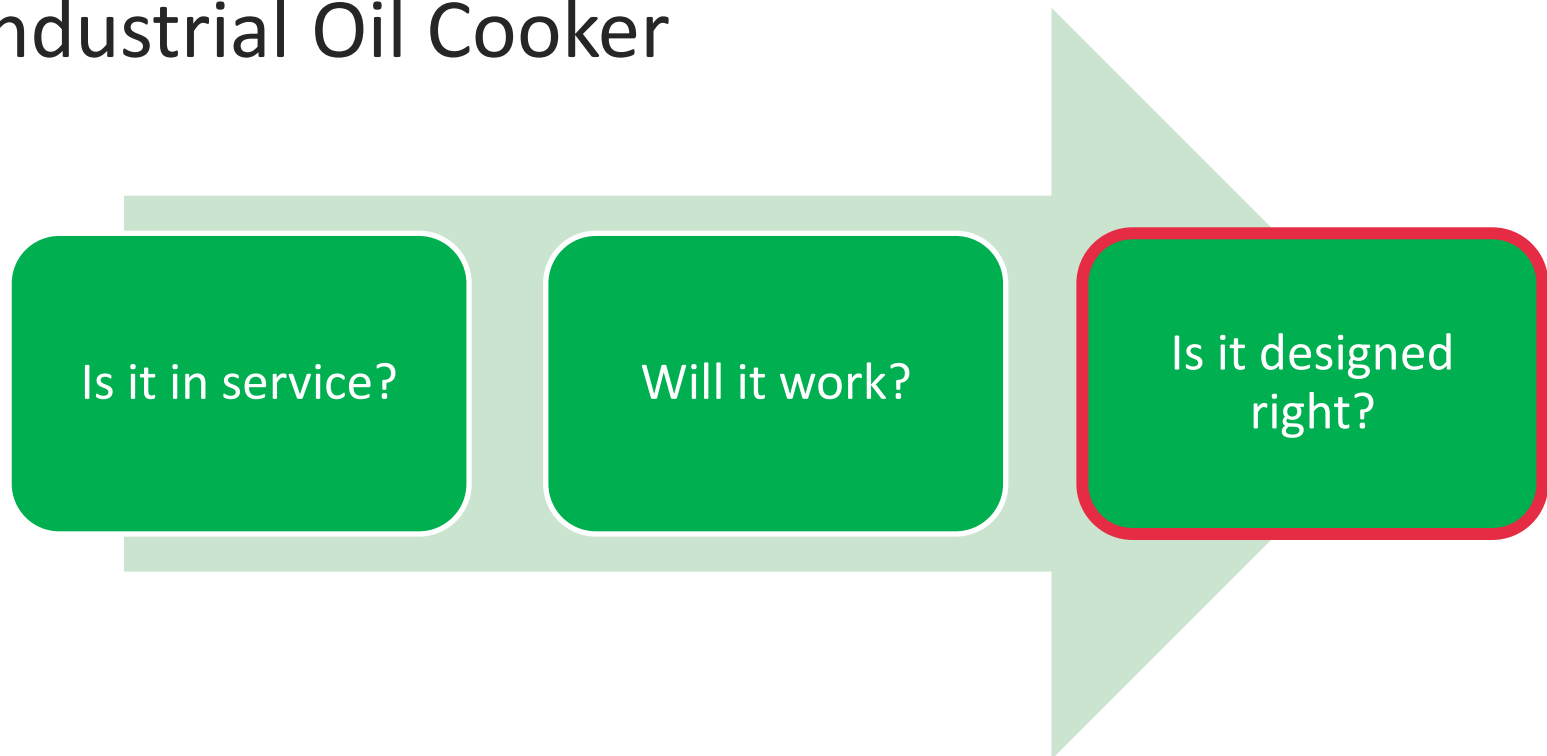 ndustrial Oil Cooker
Is it in service?
Will it work?
Is it designed
right?